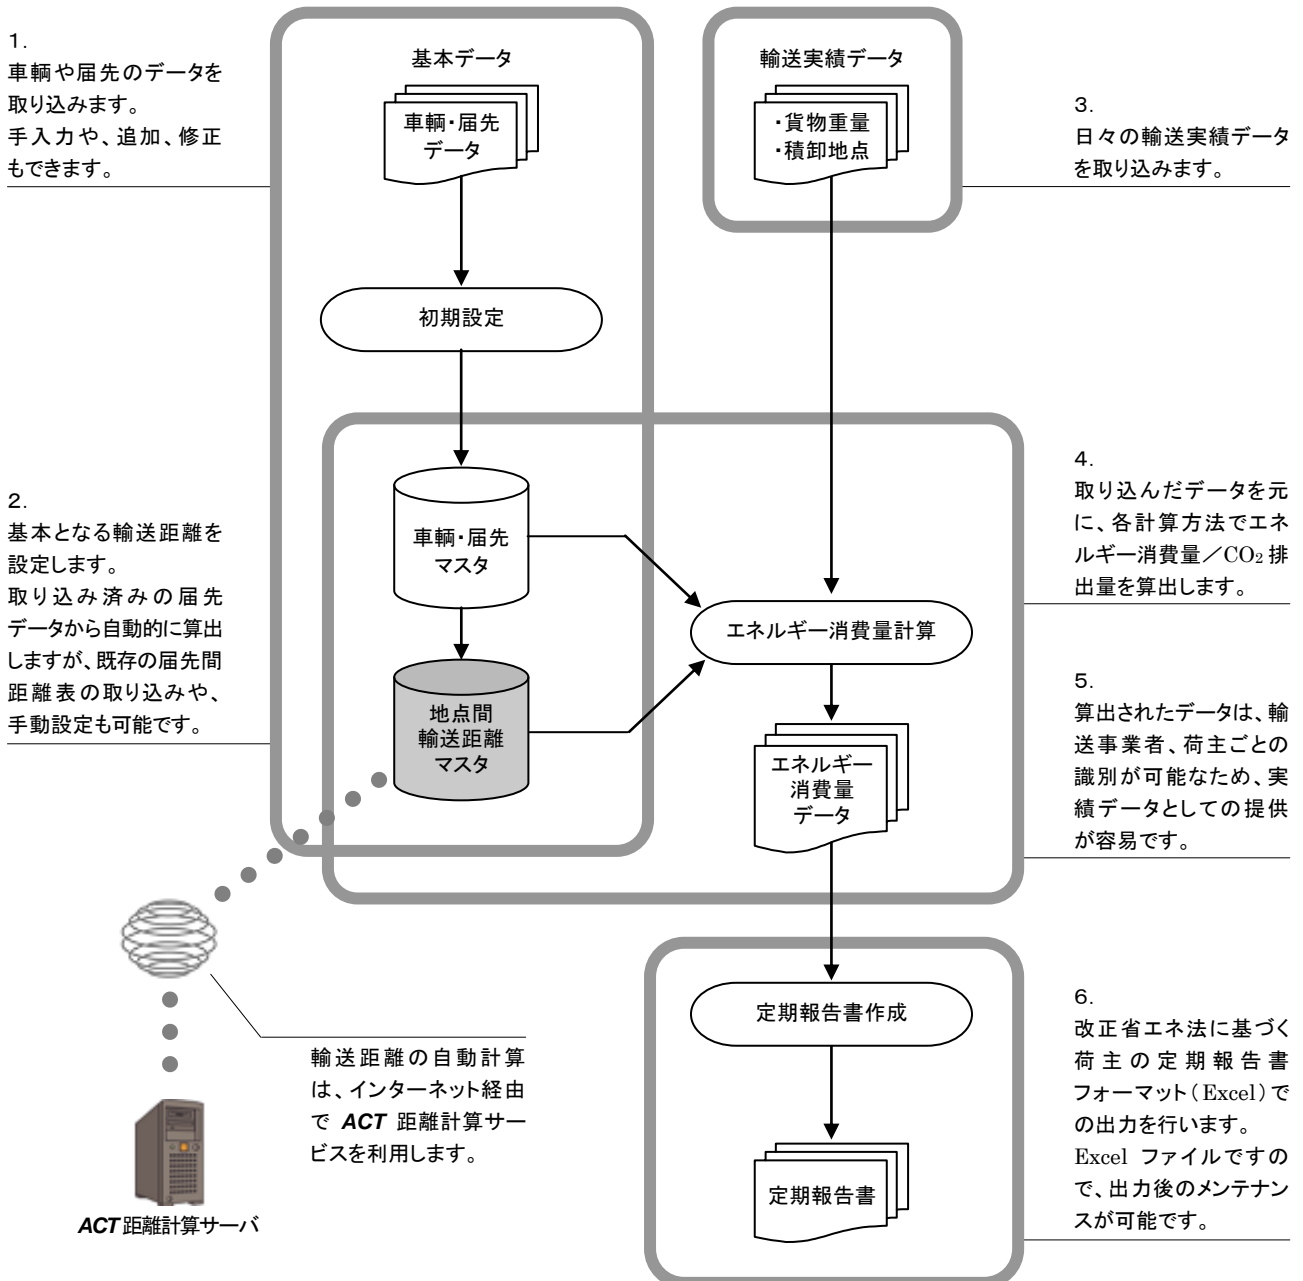 1.
車輌や届先のデータを
取り込みます。
手入力や、追加、修正
もできます。
基本データ
車輌・届先
データ
初期設定
輸送実績データ
・貨物重量
・積卸地点
3.
日々の輸送実績データ
を取り込みます。
2.
基本となる輸送距離を
設定します。
取り込み済みの届先
データから自動的に算出
しますが、既存の届先間
距離表の取り込みや、
手動設定も可能です。
車輌・届先
マスタ
地点間
輸送距離
マスタ
エネルギー消費量計算
エネルギー
消費量
データ
4.
取り込んだデータを元
に、各計算方法でエネ
ルギー消費量／CO₂排
出量を算出します。
5.
算出されたデータは、輸
送事業者、荷主ごとの
識別が可能なため、実
績データとしての提供
が容易です。
輸送距離の自動計算
は、インターネット経由
で ACT 距離計算サー
ビスを利用します。
ACT距離計算サーバ
定期報告書作成
定期報告書
6.
改正省エネ法に基づく
荷主の定期報告書
フォーマット（Excel）で
の出力を行います。
Excel ファイルですの
で、出力後のメンテナン
スが可能です。